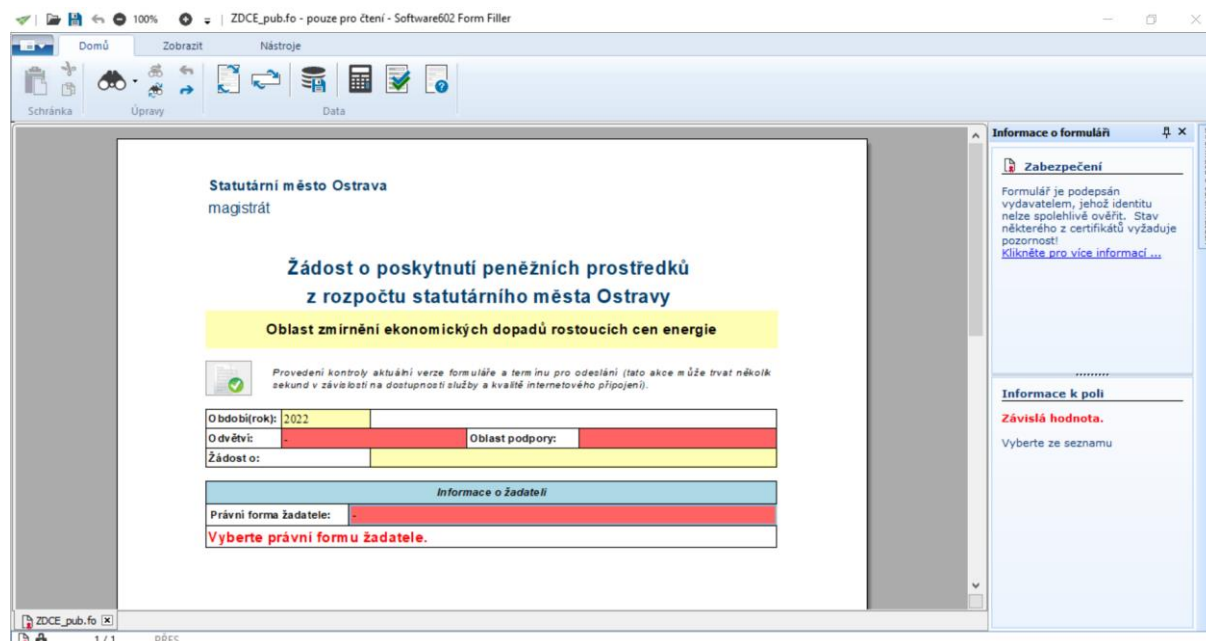 100%
ZDCE_pub.fo - pouze pro čtení - Software602 Form Filler
Domů Zobrazit Nástroje
Schránka Úpravy Data
Statutární město Ostrava
magistrát
Žádost o poskytnutí peněžních prostředků
z rozpočtu statutárního města Ostravy
Oblast zmírnění ekonomických dopadů rostoucích cen energie
Provedení kontroly aktuální verze formuláře a termínu pro odeslání (tato akce může trvat několik
sekund v závislosti na dostupnosti služby a kvalitě internetového připojení).
Období(rok): 2022
Odvětví: - Oblast podpory:
Žádost o:
Informace o žadateli
Právní forma žadatele: -
Vyberte právní formu žadatele.
Informace o formuláři
Zabezpečení
Formulář je podepsán
vydavatelem, jehož identitu
nelze spolehlivě ověřit. Stav
některého z certifikátů vyžaduje
pozornost!
Klikněte pro více informací ...
Informace k poli
Závislá hodnota.
Vyberte ze seznamu
ZDCE_pub.fo
1/1 PŘES